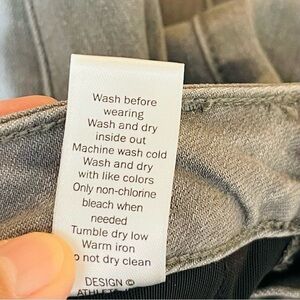 Wash before
wearing
Wash and dry
inside out
Machine wash cold
Wash and dry
with like colors
Only non-chlorine
bleach when
needed
Tumble dry low
Warm iron
o not dry clean
DESIGN ©
ATHLET